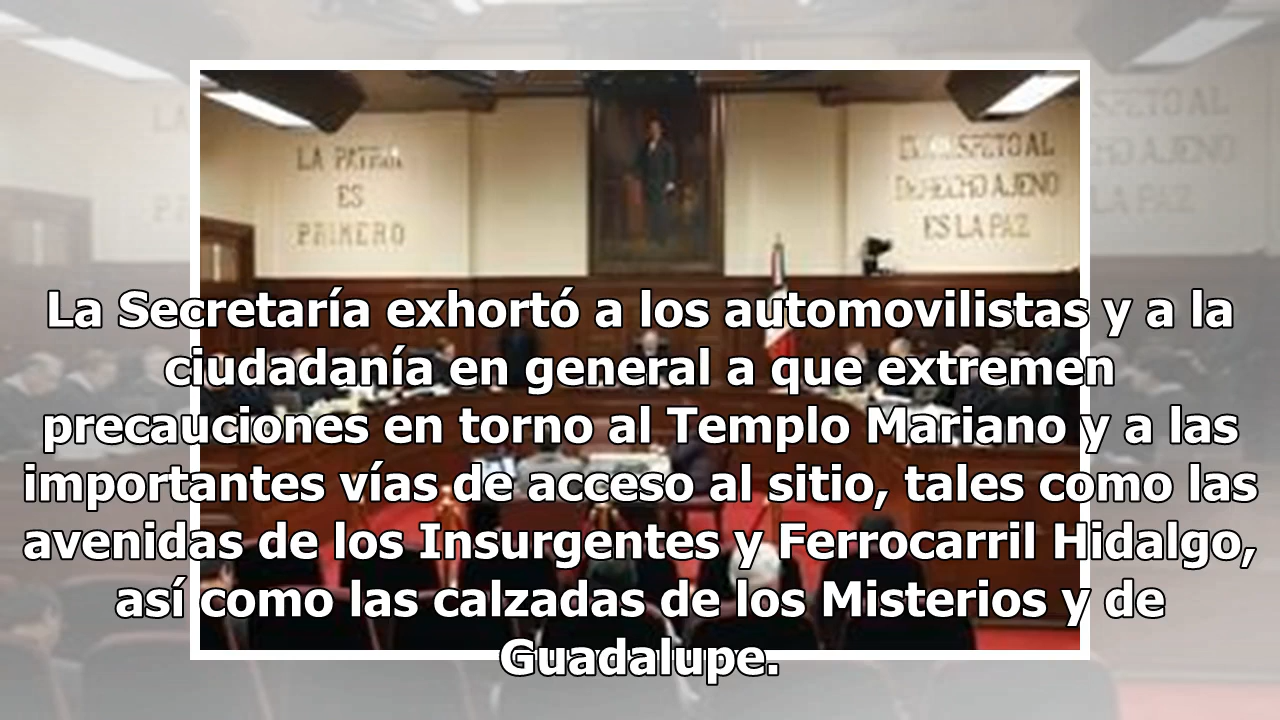 LA PATRIA
ES
PRIMERO
EL RESPETO AL
DERECHO AJENO
ES LA PAZ
La Secretaría exhortó a los automovilistas y a la
ciudadanía en general a que extremen
precauciones en torno al Templo Mariano y a las
importantes vías de acceso al sitio, tales como las
avenidas de los Insurgentes y Ferrocarril Hidalgo,
así como las calzadas de los Misterios y de
Guadalupe.